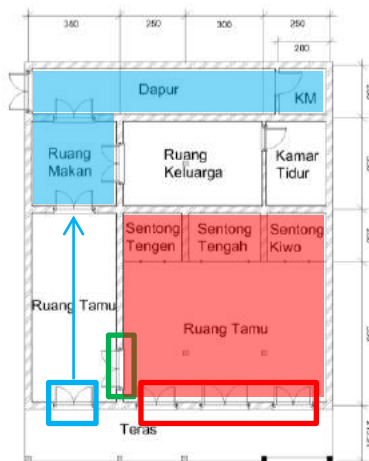 360 250 300 250
200
Dapur
KM
Ruang
Makan
Ruang
Keluarga
Kamar
Tidur
Sentong
Tengen
Sentong
Tengah
Sentong
Kiwo
Ruang Tamu
Ruang Tamu
Teras